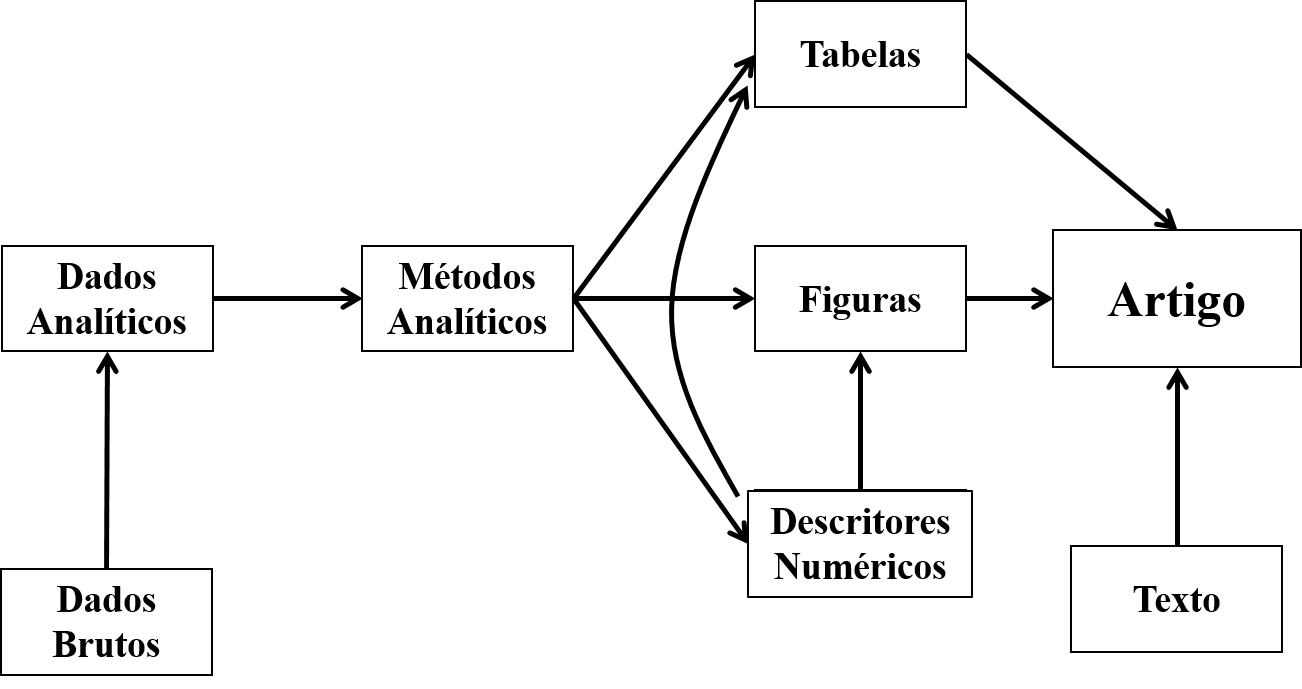 Tabelas
Dados
Analíticos
Métodos
Analíticos
Figuras
Artigo
Descritores
Numéricos
Dados
Brutos
Texto